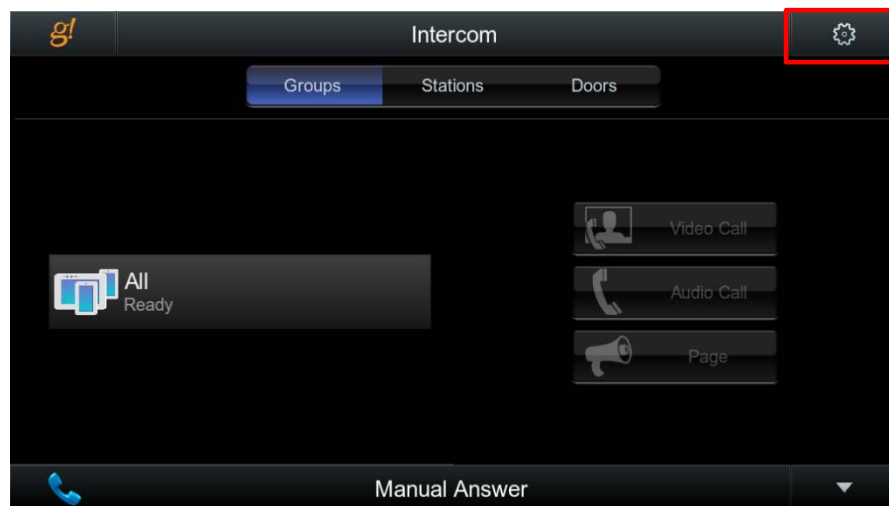 g! Intercom
Groups Stations Doors
Video Call
All
Ready
Audio Call
Page
Manual Answer